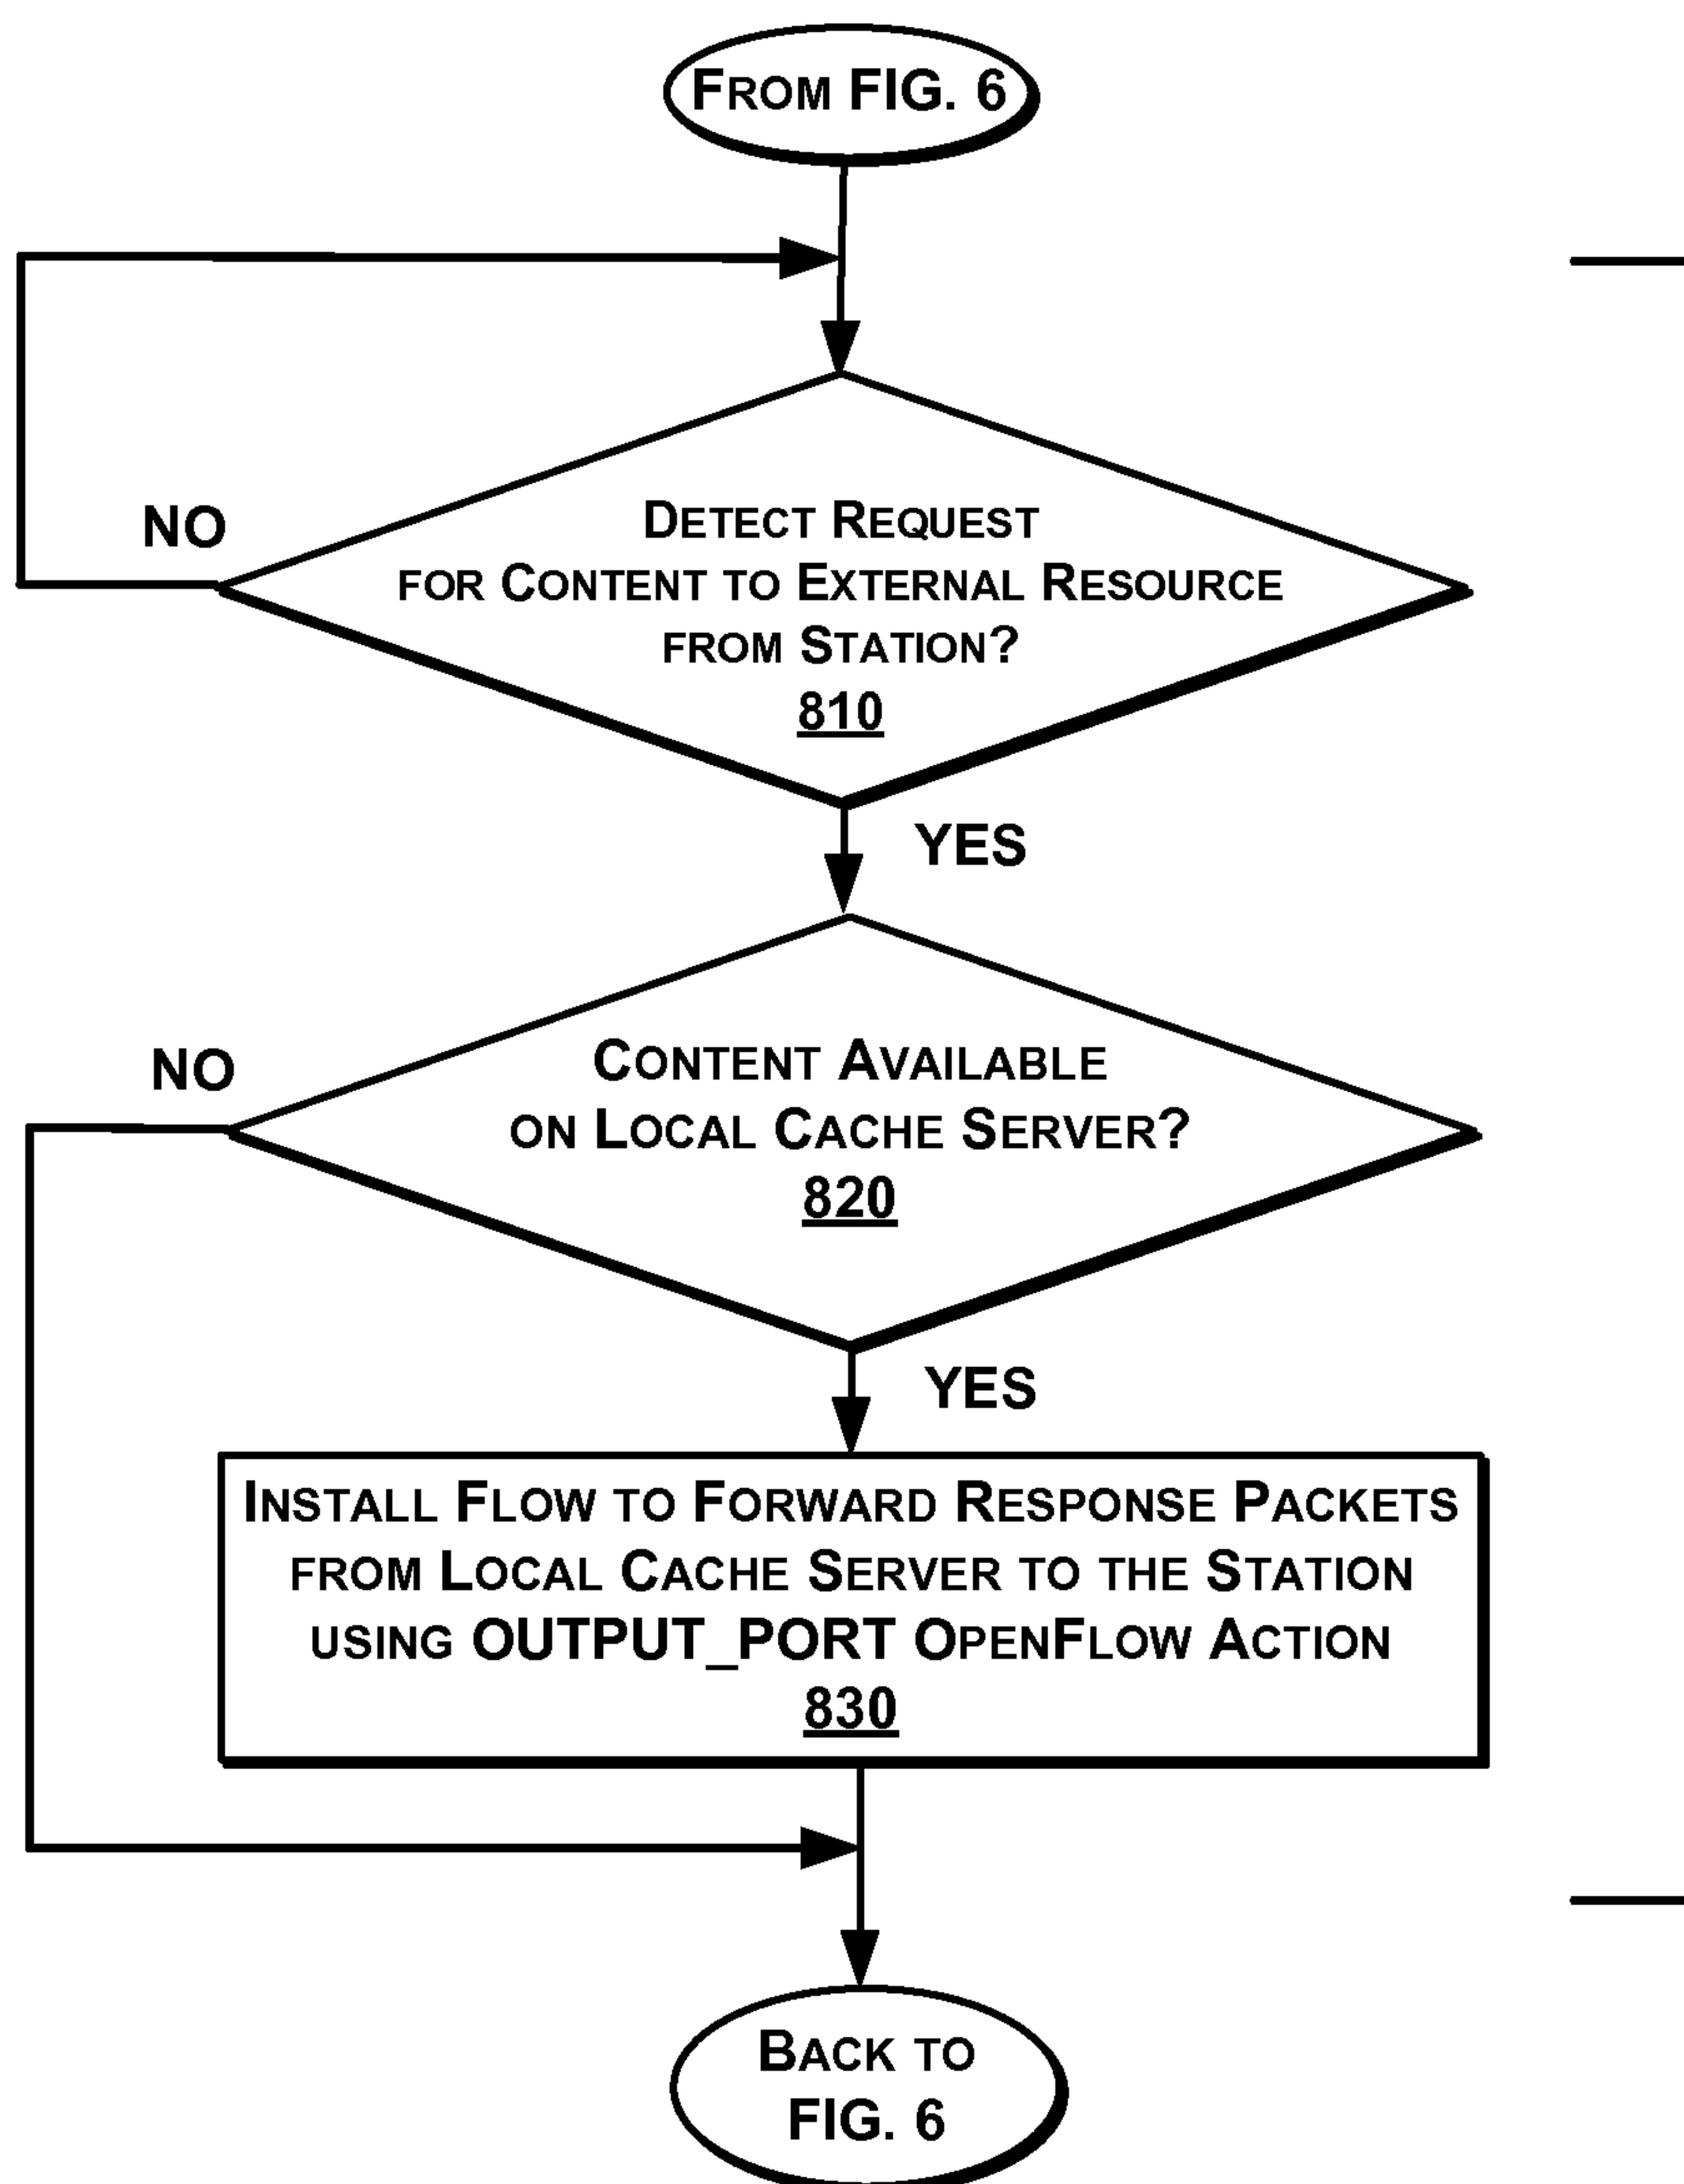 FROM FIG. 6
DETECT REQUEST
FOR CONTENT TO EXTERNAL RESOURCE
FROM STATION?
810
NO
YES
CONTENT AVAILABLE
ON LOCAL CACHE SERVER?
820
NO
YES
INSTALL FLOW TO FORWARD RESPONSE PACKETS
FROM LOCAL CACHE SERVER TO THE STATION
USING OUTPUT_PORT OPENFLOW ACTION
830
BACK TO
FIG. 6